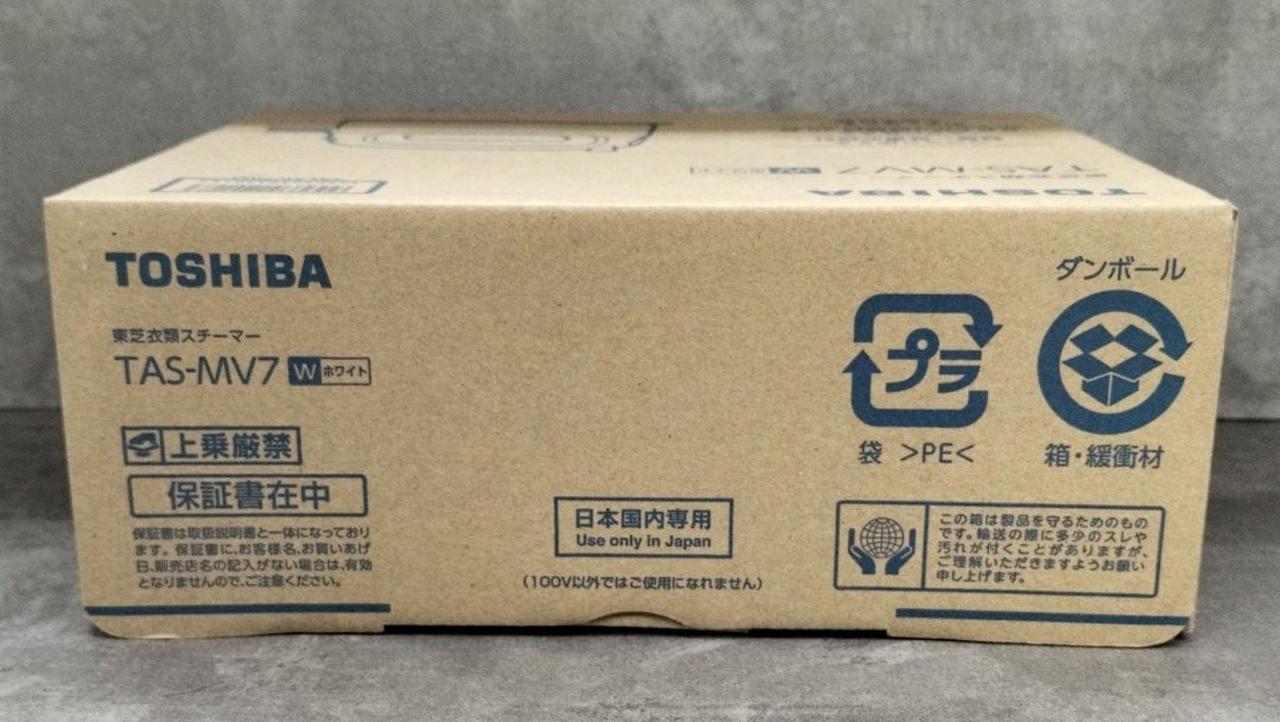 TAS-MV7 W
TOSHIBA
TOSHIBA
東芝衣類スチーマー
TAS-MV7 W ホワイト
上乗厳禁
保証書在中
保証書は取扱説明書と一体になっており
ます。保証書に、お客様名、お買いあげ
日、販売店名の記入がない場合は、有効
となりませんので、ご注意ください。
日本国内専用
Use only in Japan
(100V以外ではご使用になれません)
プラ
袋 >PE<
ダンボール
箱・緩衝材
この箱は製品を守るためのもの
です。輸送の際に多少のスレや
汚れが付くことがありますが、
ご理解いただきますようお願い
申し上げます。